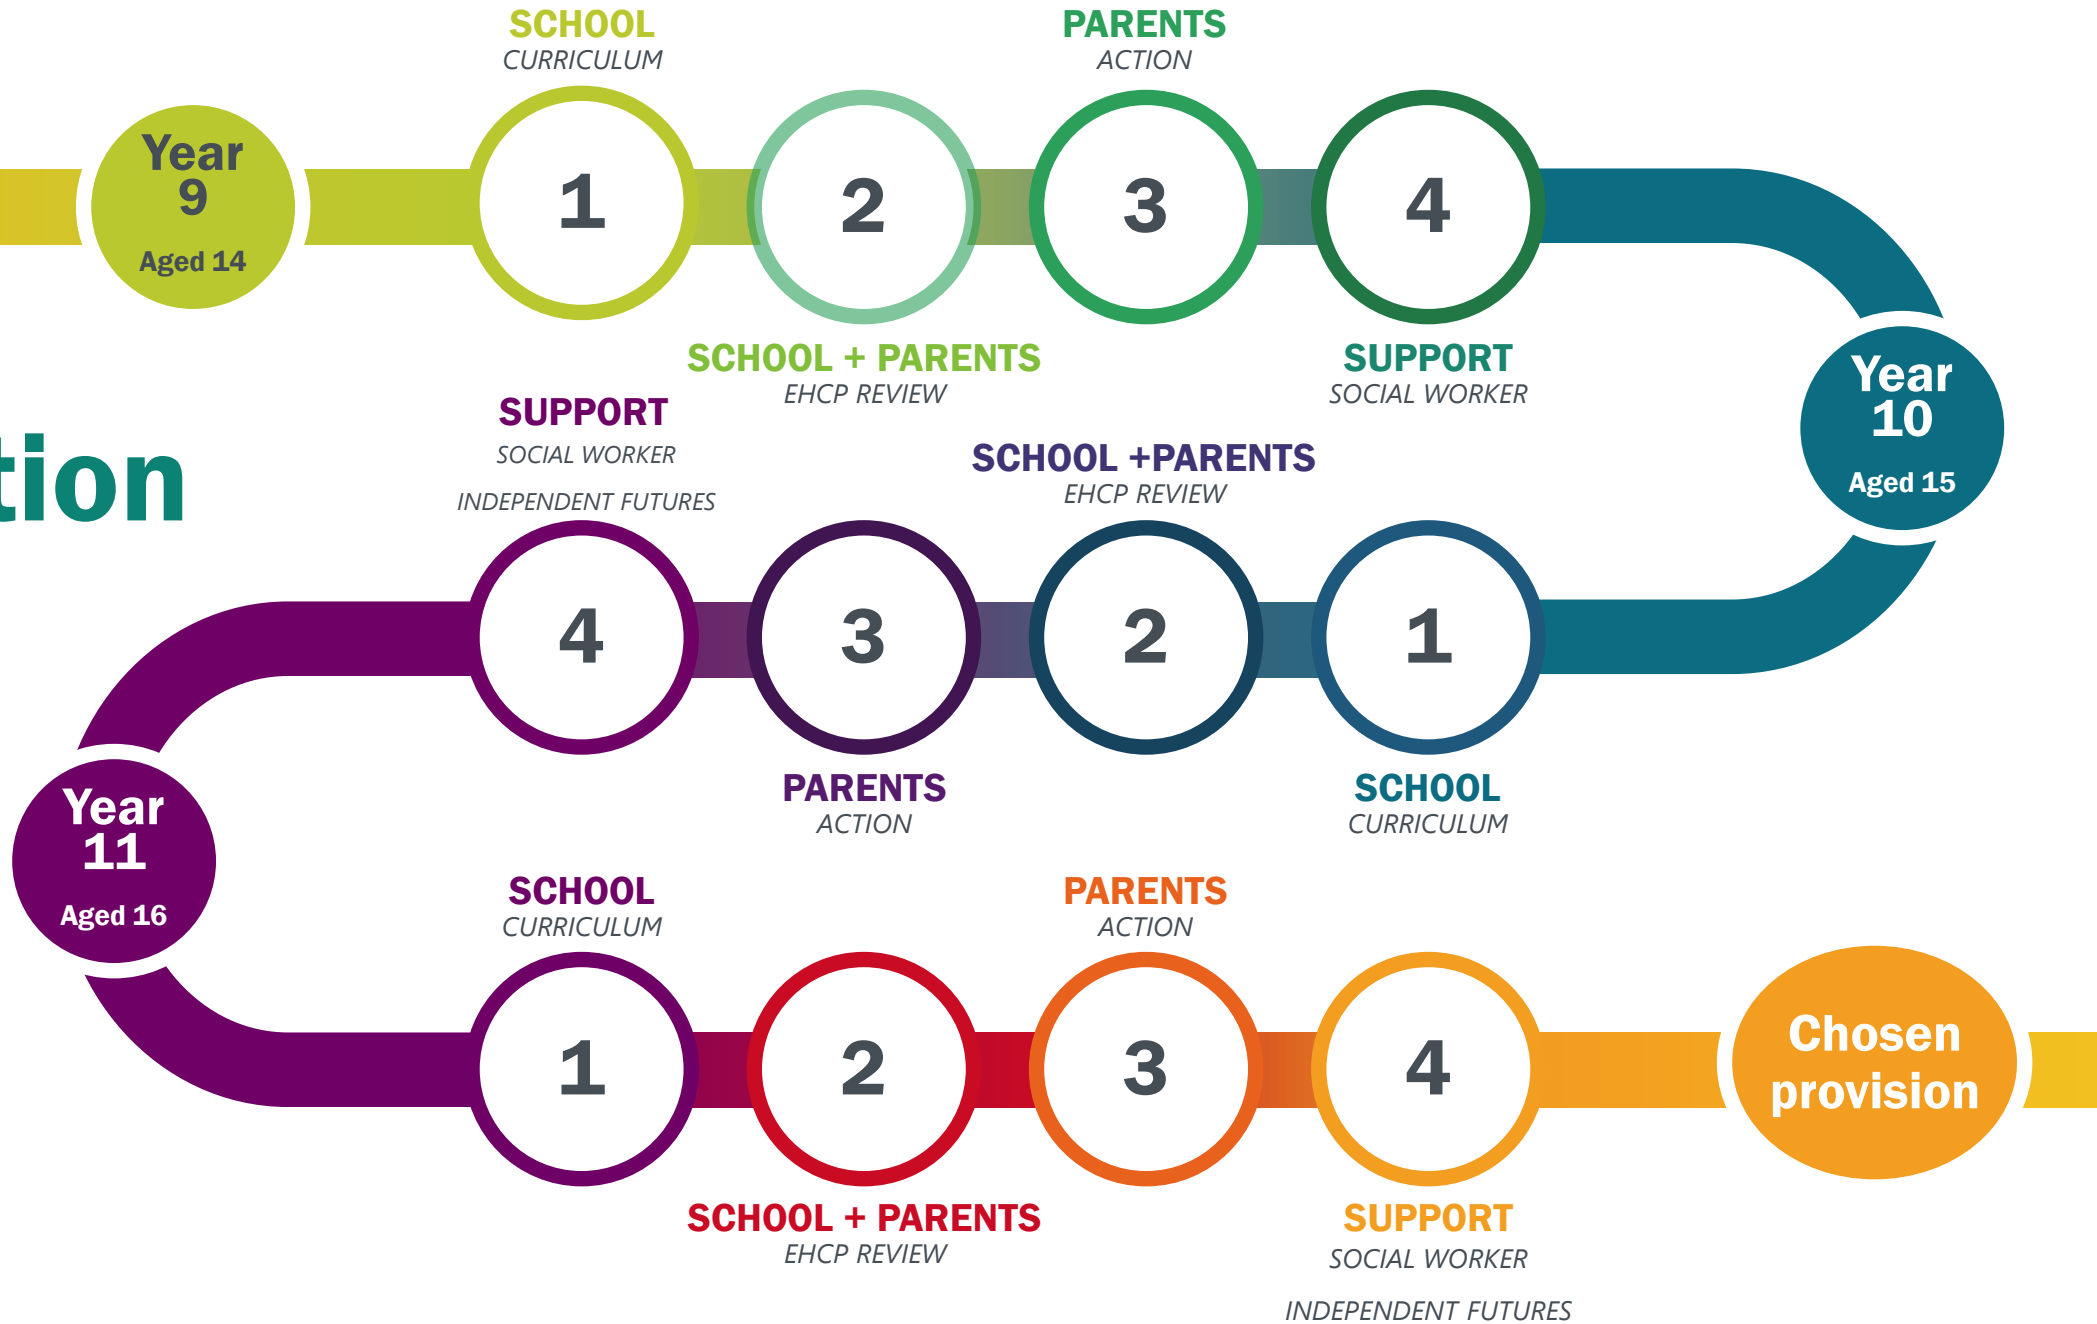 SCHOOL
CURRICULUM
PARENTS
ACTION
Year
9
Aged 14
1
2
3
4
SCHOOL + PARENTS
EHCP REVIEW
SUPPORT
SOCIAL WORKER
Year
10
Aged 15
tion
SUPPORT
SOCIAL WORKER
INDEPENDENT FUTURES
SCHOOL +PARENTS
EHCP REVIEW
4
3
2
1
PARENTS
ACTION
SCHOOL
CURRICULUM
Year
11
Aged 16
SCHOOL
CURRICULUM
PARENTS
ACTION
1
2
3
4
Chosen
provision
SCHOOL + PARENTS
EHCP REVIEW
SUPPORT
SOCIAL WORKER
INDEPENDENT FUTURES